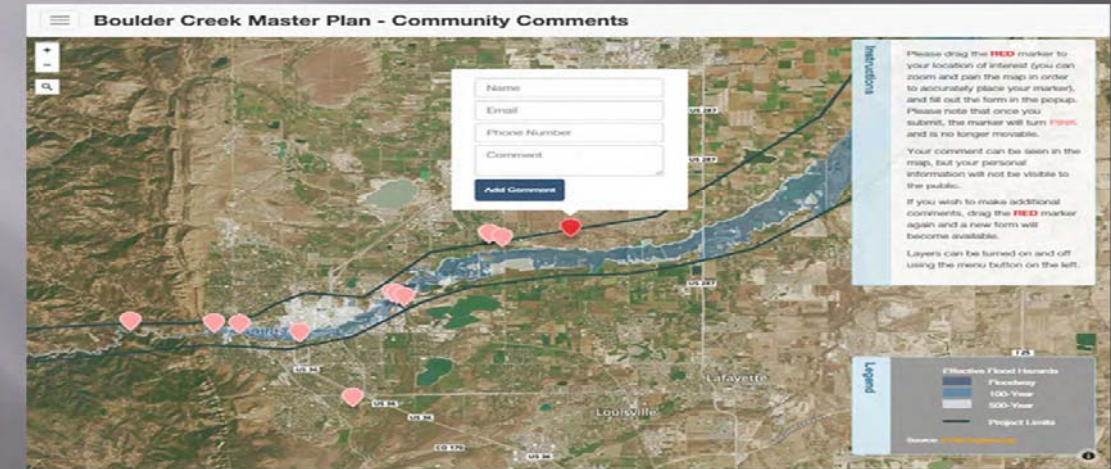 Boulder Creek Master Plan - Community Comments
+
-
Name
Email
Phone Number
Comment
Add Comment
Instructions
Please drag the RED marker to
your location of interest (you can
zoom and pan the map in order
to accurately place your marker),
and fill out the form in the popup.
Please note that once you
submit, the marker will turn PINK
and is no longer movable.
Your comment can be seen in the
map, but your personal
information will not be visible to
the public.
If you wish to make additional
comments, drag the RED marker
again and a new form will
become available.
Layers can be turned on and off
using the menu button on the left.
US 287
US 287
US 287
US 36
US 36
US 36
CO 170
US 36
Lafayette
Louisville
I 25
Legend
Effective Flood Hazards
Floodway
100-Year
500-Year
Project Limits
Source: